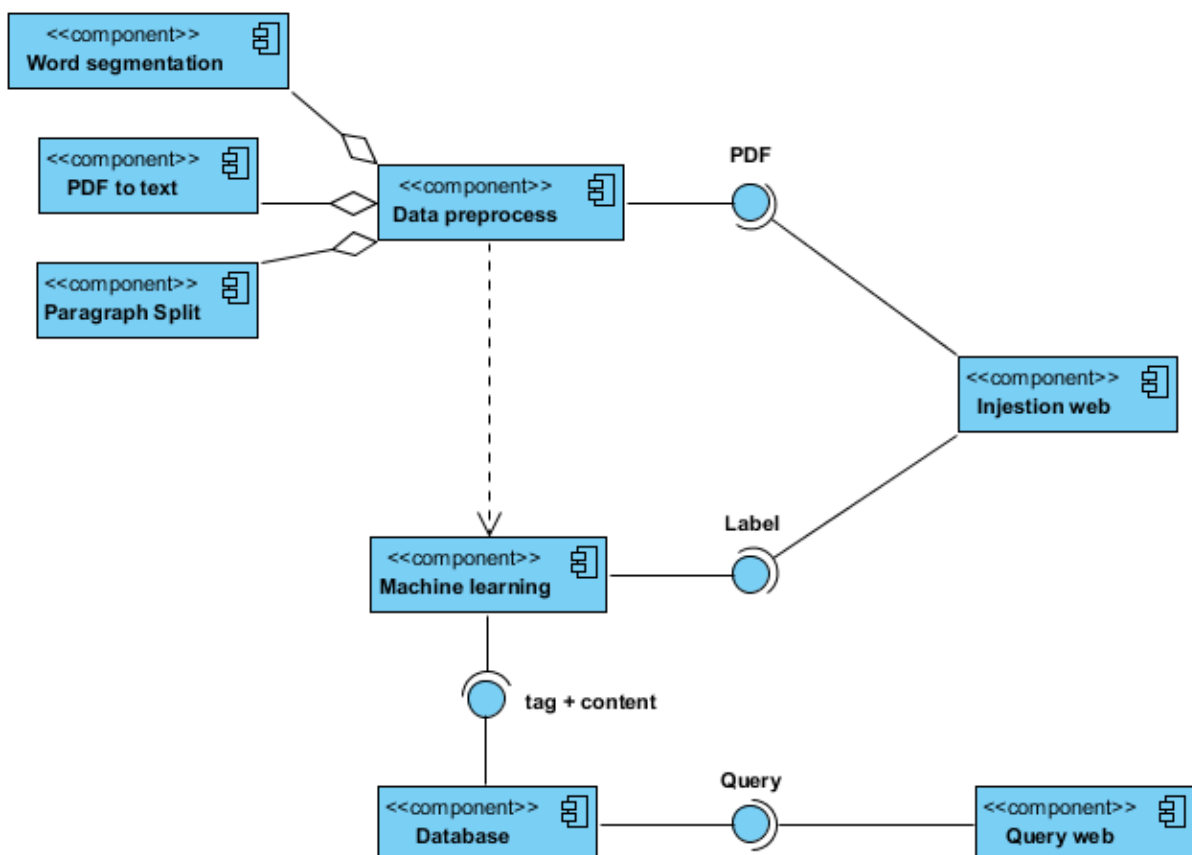 <<component>>
Word segmentation
<<component>>
PDF to text
<<component>>
Paragraph Split
<<component>>
Data preprocess
PDF
<<component>>
Injestion web
Label
<<component>>
Machine learning
tag + content
<<component>>
Database
Query
<<component>>
Query web